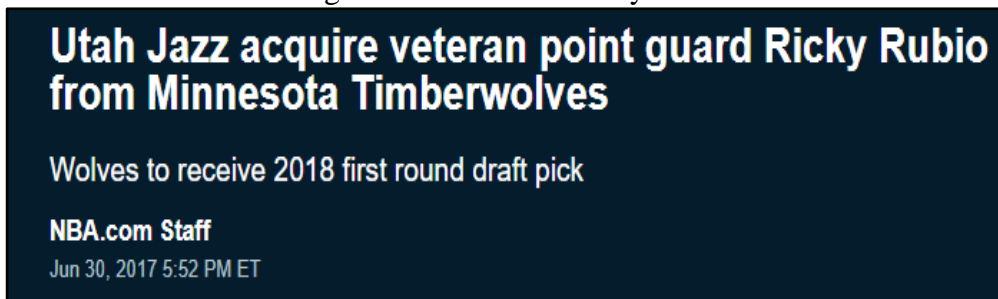 Utah Jazz acquire veteran point guard Ricky Rubio
from Minnesota Timberwolves
Wolves to receive 2018 first round draft pick
NBA.com Staff
Jun 30, 2017 5:52 PM ET